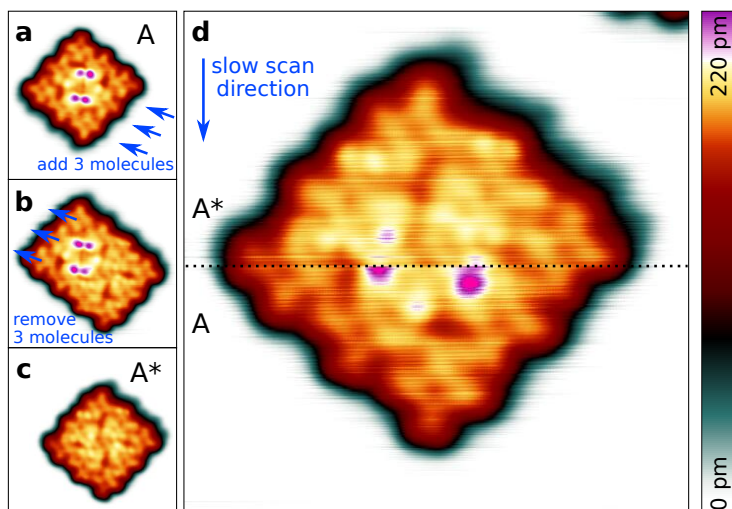 a
A
add 3 molecules
b
remove
3 molecules
c
A*
d
slow scan
direction
A*
A
220 pm
0 pm